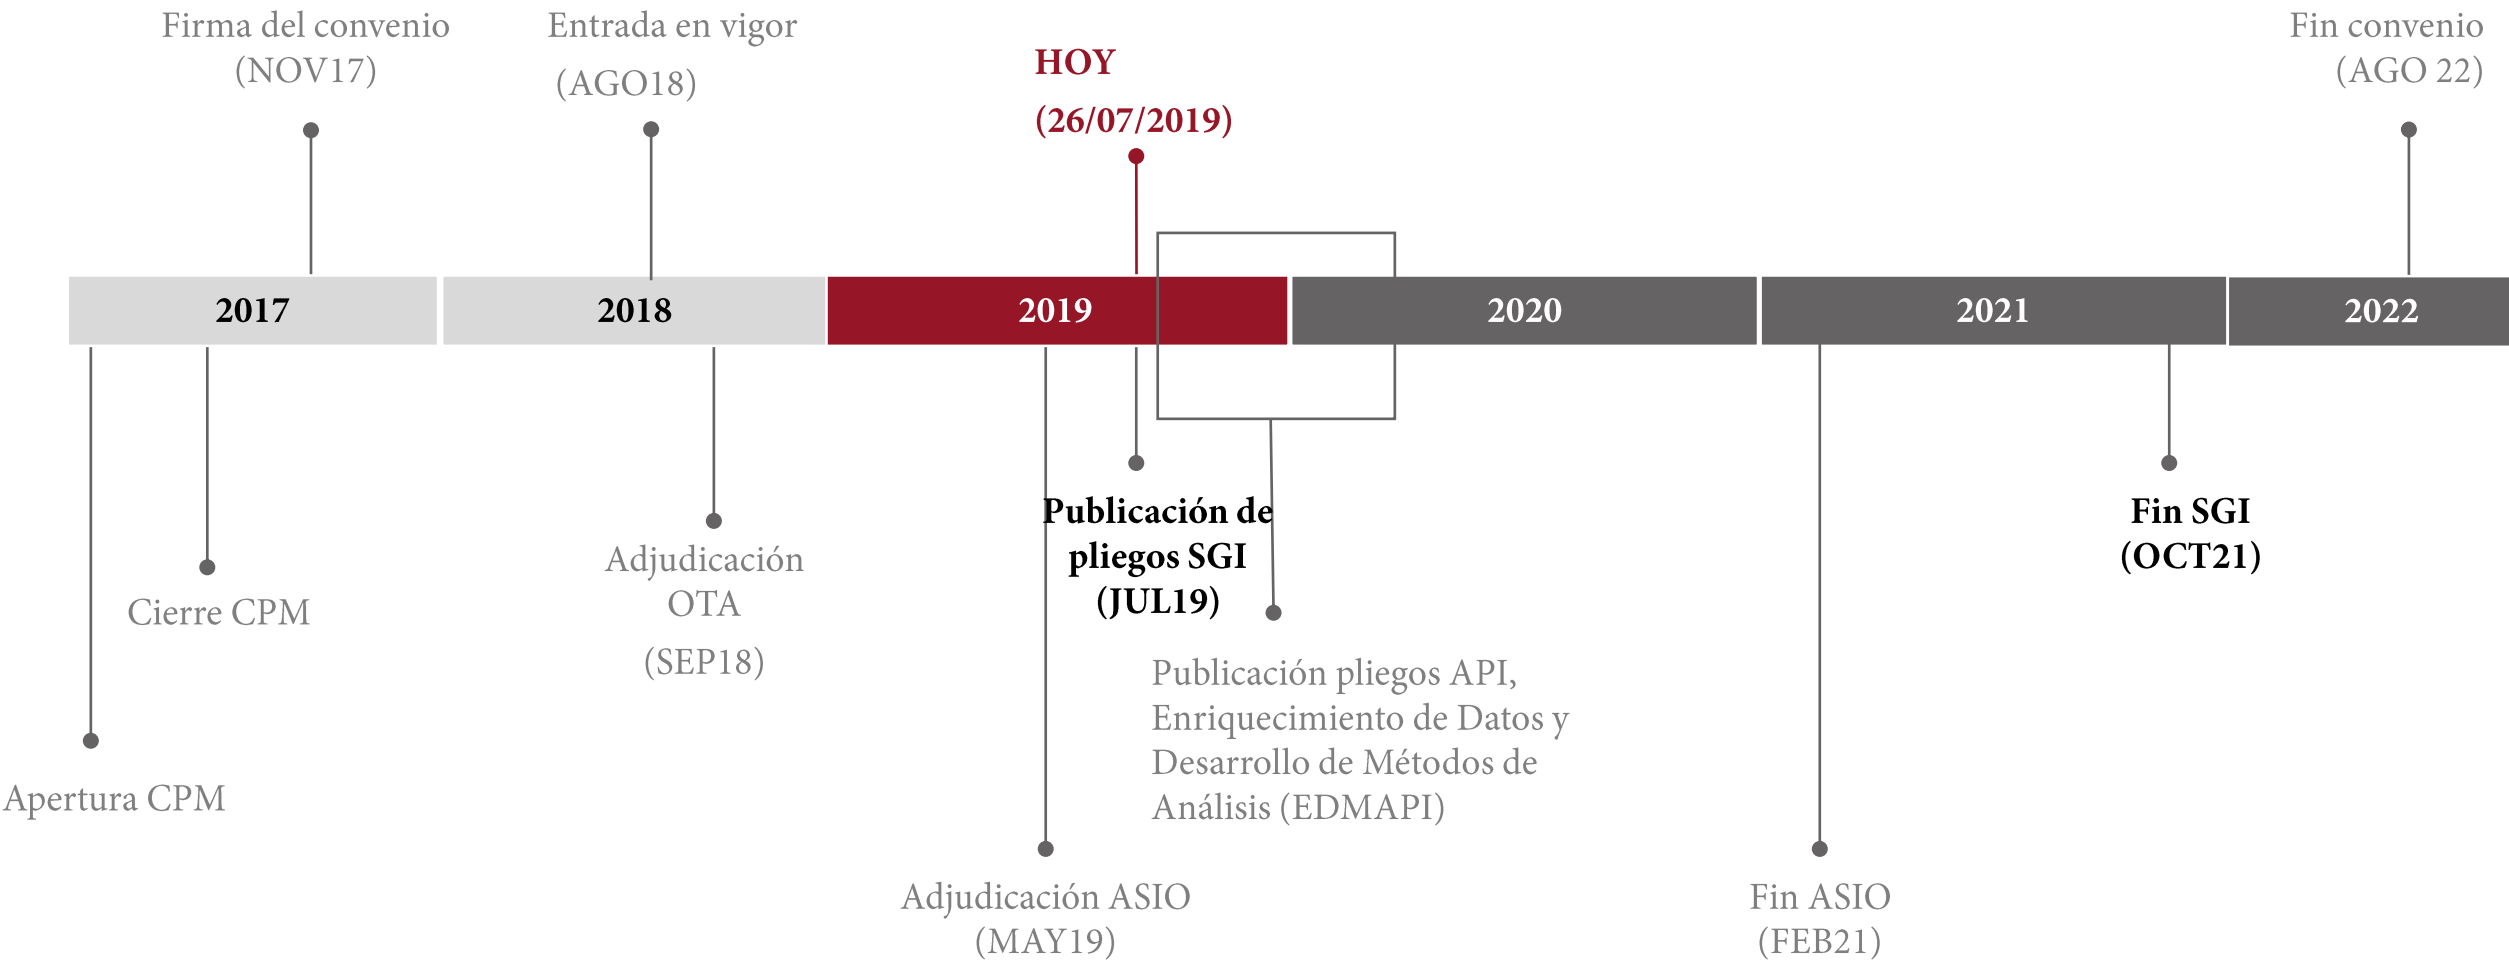 Firma del convenio
(NOV17)
Entrada en vigor
(AGO18)
HOY
(26/07/2019)
Fin convenio
(AGO 22)
2017
2018
2019
2020
2021
2022
Publicación de
pliegos SGI
(JUL19)
Fin SGI
(OCT21)
Adjudicación
OTA
(SEP18)
Cierre CPM
Publicación pliegos API,
Enriquecimiento de Datos y
Desarrollo de Métodos de
Análisis (EDMAPI)
Apertura CPM
Adjudicación ASIO
(MAY19)
Fin ASIO
(FEB21)